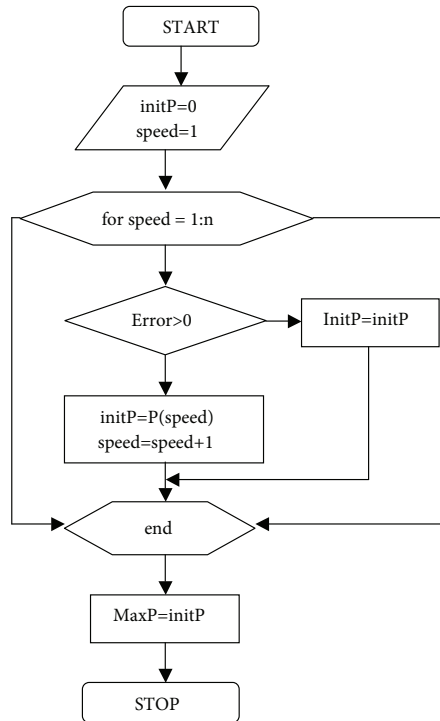 START
initP=0
speed=1
for speed = 1:n
Error>0
InitP=initP
initP=P(speed)
speed=speed+1
end
MaxP=initP
STOP